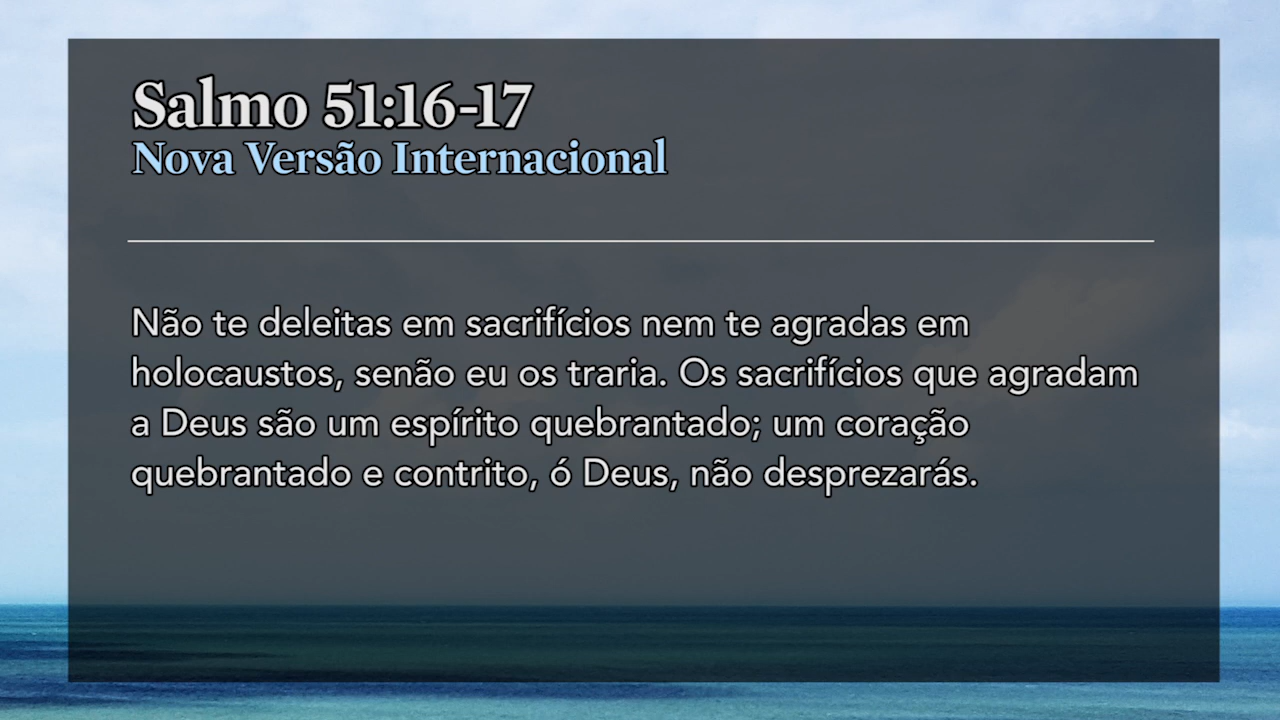 Salmo 51:16-17
Nova Versão Internacional
Não te deleitas em sacrifícios nem te agradas em
holocaustos, senão eu os traria. Os sacrifícios que agradam
a Deus são um espírito quebrantado; um coração
quebrantado e contrito, ó Deus, não desprezarás.